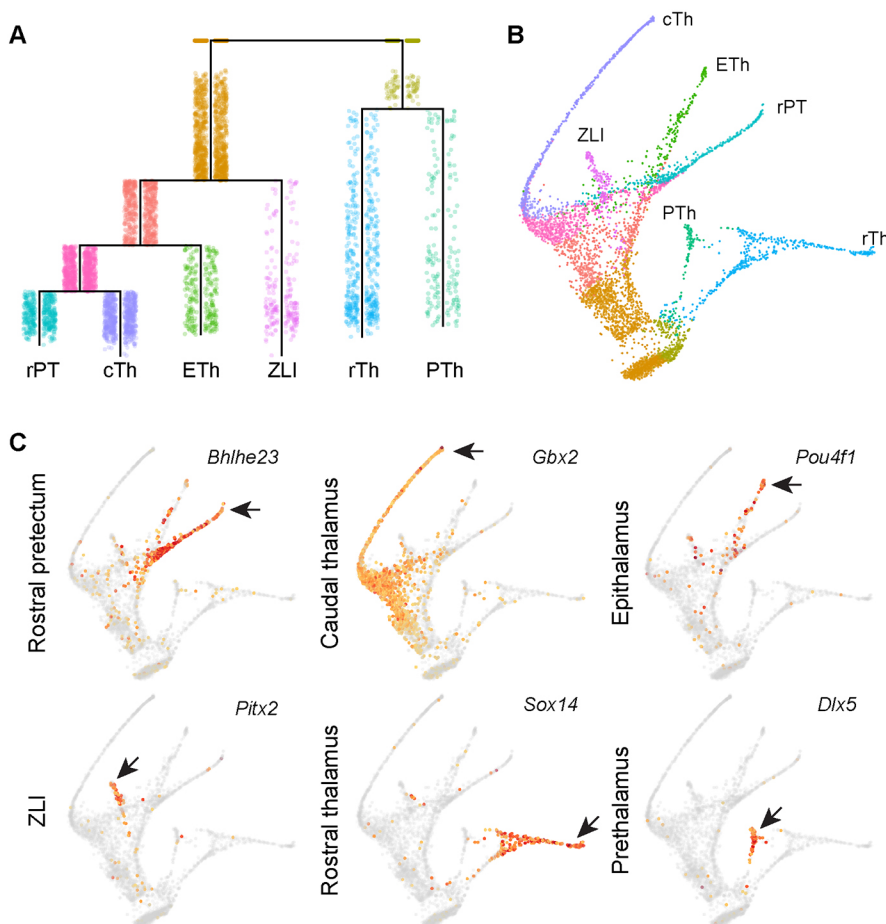 A
rPT cTh ETh ZLI rTh PTh
B
cTh
ETh
rPT
ZLI
PTh
rTh
C
Rostral pretectum
Bhlhe23
Caudal thalamus
Gbx2
Epithalamus
Pou4f1
ZLI
Pitx2
Rostral thalamus
Sox14
Prethalamus
Dlx5